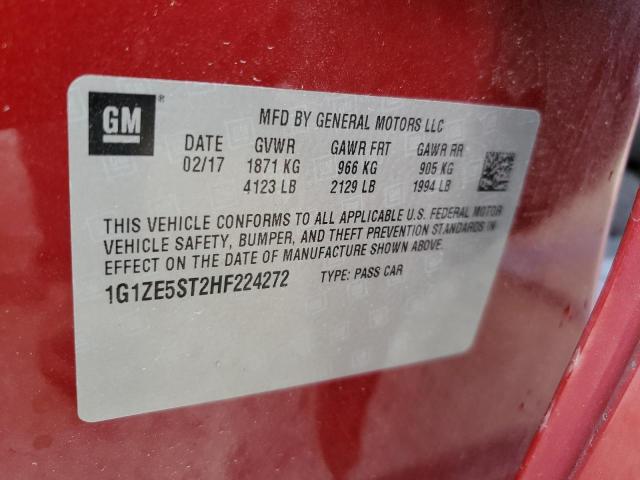 GM®
MFD BY GENERAL MOTORS LLC
DATE GVWR GAWR FRT GAWR RR
02/17 1871 KG 966 KG 905 KG
4123 LB 2129 LB 1994 LB
THIS VEHICLE CONFORMS TO ALL APPLICABLE U.S. FEDERAL MOTOR
VEHICLE SAFETY, BUMPER, AND THEFT PREVENTION STANDARDS IN
EFFECT ON THE DATE OF MANUFACTURE SHOWN ABOVE.
1G1ZE5ST2HF224272 TYPE: PASS CAR